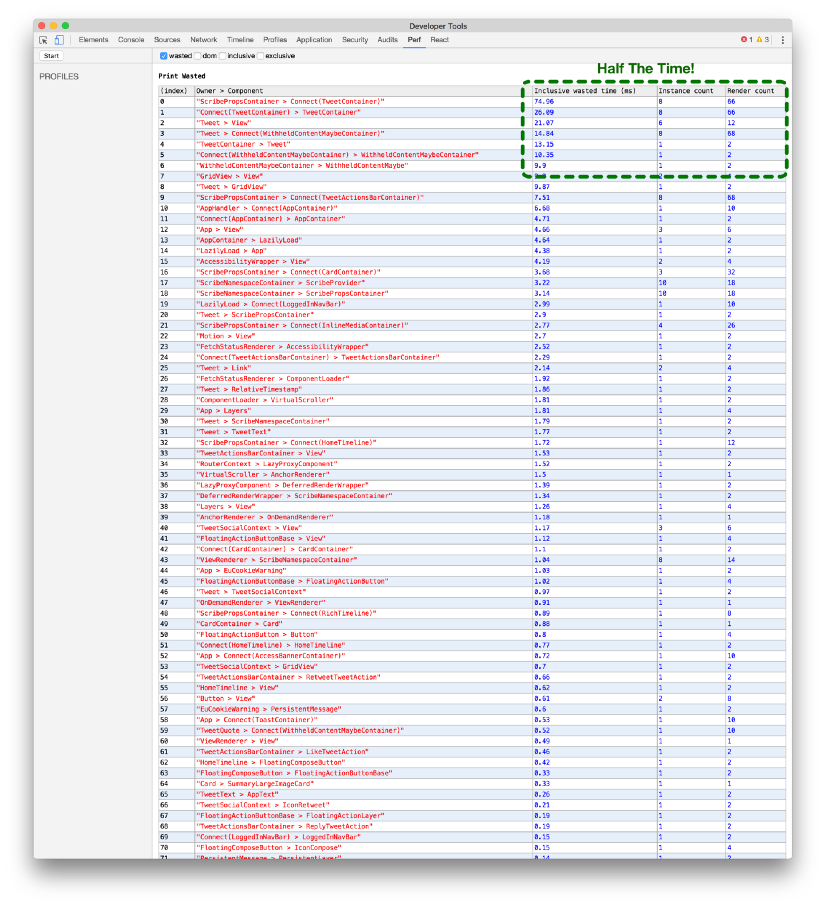 Developer Tools
Elements Console Sources Network Timeline Profiles Application Security Audits Perf React 1 3
Start wasted dom inclusive exclusive
PROFILES
Half The Time!
Print Wasted
(index) Owner > Component Inclusive wasted time (ms) Instance count Render count
0 "ScribePropsContainer > Connect(TweetContainer)" 74.96 8 66
1 "Connect(TweetContainer) > TweetContainer" 26.09 8 66
2 "Tweet > View" 21.07 6 12
3 "Tweet > Connect(WithheldContentMaybeContainer)" 14.84 8 68
4 "TweetContainer > Tweet" 13.15 1 2
5 "Connect(WithheldContentMaybeContainer) > WithheldContentMaybeContainer" 10.35 1 2
6 "WithheldContentMaybeContainer > WithheldContentMaybe" 9.9 1 2
7 "GridView > View"
8 "Tweet > GridView" 9.87 1 2
9 "ScribePropsContainer > Connect(TweetActionsBarContainer)" 7.51 8 68
10 "AppHandler > Connect(AppContainer)" 6.68 1 10
11 "Connect(AppContainer) > AppContainer" 4.71 1 2
12 "App > View" 4.66 3 6
13 "AppContainer > LazilyLoad" 4.64 1 2
14 "LazilyLoad > App" 4.38 1 2
15 "AccessibilityWrapper > View" 4.19 2 4
16 "ScribePropsContainer > Connect(CardContainer)" 3.68 3 32
17 "ScribeNamespaceContainer > ScribeProvider" 3.22 10 18
18 "ScribeNamespaceContainer > ScribePropsContainer" 3.14 10 18
19 "LazilyLoad > Connect(LoggedInNavBar)" 2.99 1 10
20 "Tweet > ScribePropsContainer" 2.9 1 2
21 "ScribePropsContainer > Connect(InlineMediaContainer)" 2.77 4 26
22 "Motion > View" 2.7 1 2
23 "FetchStatusRenderer > AccessibilityWrapper" 2.52 1 2
24 "Connect(TweetActionsBarContainer) > TweetActionsBarContainer" 2.29 1 2
25 "Tweet > Link" 2.14 2 4
26 "FetchStatusRenderer > ComponentLoader" 1.92 1 2
27 "Tweet > RelativeTimestamp" 1.86 1 2
28 "ComponentLoader > VirtualScroller" 1.81 1 2
29 "App > Layers" 1.81 1 4
30 "Tweet > ScribeNamespaceContainer" 1.79 1 2
31 "Tweet > TweetText" 1.77 1 2
32 "ScribePropsContainer > Connect(HomeTimeline)" 1.72 1 12
33 "TweetActionsBarContainer > View" 1.53 1 2
34 "RouterContext > LazyProxyComponent" 1.52 1 2
35 "VirtualScroller > AnchorRenderer" 1.5 1 1
36 "LazyProxyComponent > DeferredRenderWrapper" 1.39 1 2
37 "DeferredRenderWrapper > ScribeNamespaceContainer" 1.34 1 2
38 "Layers > View" 1.26 1 4
39 "AnchorRenderer > OnDemandRenderer" 1.18 1 1
40 "TweetSocialContext > View" 1.17 3 6
41 "FloatingActionButtonBase > View" 1.12 1 4
42 "Connect(CardContainer) > CardContainer" 1.1 1 2
43 "ViewRenderer > ScribeNamespaceContainer" 1.04 8 14
44 "App > EuCookieWarning" 1.03 1 2
45 "FloatingActionButtonBase > FloatingActionButton" 1.02 1 4
46 "Tweet > TweetSocialContext" 0.97 1 2
47 "OnDemandRenderer > ViewRenderer" 0.91 1 1
48 "ScribePropsContainer > Connect(RichTimeline)" 0.89 1 8
49 "CardContainer > Card" 0.88 1 1
50 "FloatingActionButton > Button" 0.8 1 4
51 "Connect(HomeTimeline) > HomeTimeline" 0.77 1 2
52 "App > Connect(AccessBannerContainer)" 0.72 1 10
53 "TweetSocialContext > GridView" 0.7 1 2
54 "TweetActionsBarContainer > RetweetTweetAction" 0.66 1 2
55 "HomeTimeline > View" 0.62 1 2
56 "Button > View" 0.61 2 8
57 "EuCookieWarning > PersistentMessage" 0.6 1 2
58 "App > Connect(ToastContainer)" 0.53 1 10
59 "TweetQuote > Connect(WithheldContentMaybeContainer)" 0.52 1 10
60 "ViewRenderer > View" 0.49 1 1
61 "TweetActionsBarContainer > LikeTweetAction" 0.46 1 2
62 "HomeTimeline > FloatingComposeButton" 0.42 1 2
63 "FloatingComposeButton > FloatingActionButtonBase" 0.33 1 2
64 "Card > SummaryLargeImageCard" 0.33 1 1
65 "TweetText > AppText" 0.26 1 2
66 "TweetSocialContext > IconRetweet" 0.21 1 2
67 "FloatingActionButtonBase > FloatingActionLayer" 0.19 1 2
68 "TweetActionsBarContainer > ReplyTweetAction" 0.19 1 2
69 "Connect(LoggedInNavBar) > LoggedInNavBar" 0.15 1 2
70 "FloatingComposeButton > IconCompose" 0.15 1 4
71 "PersistentMessage > PersistentLayer" 0.14 1 2